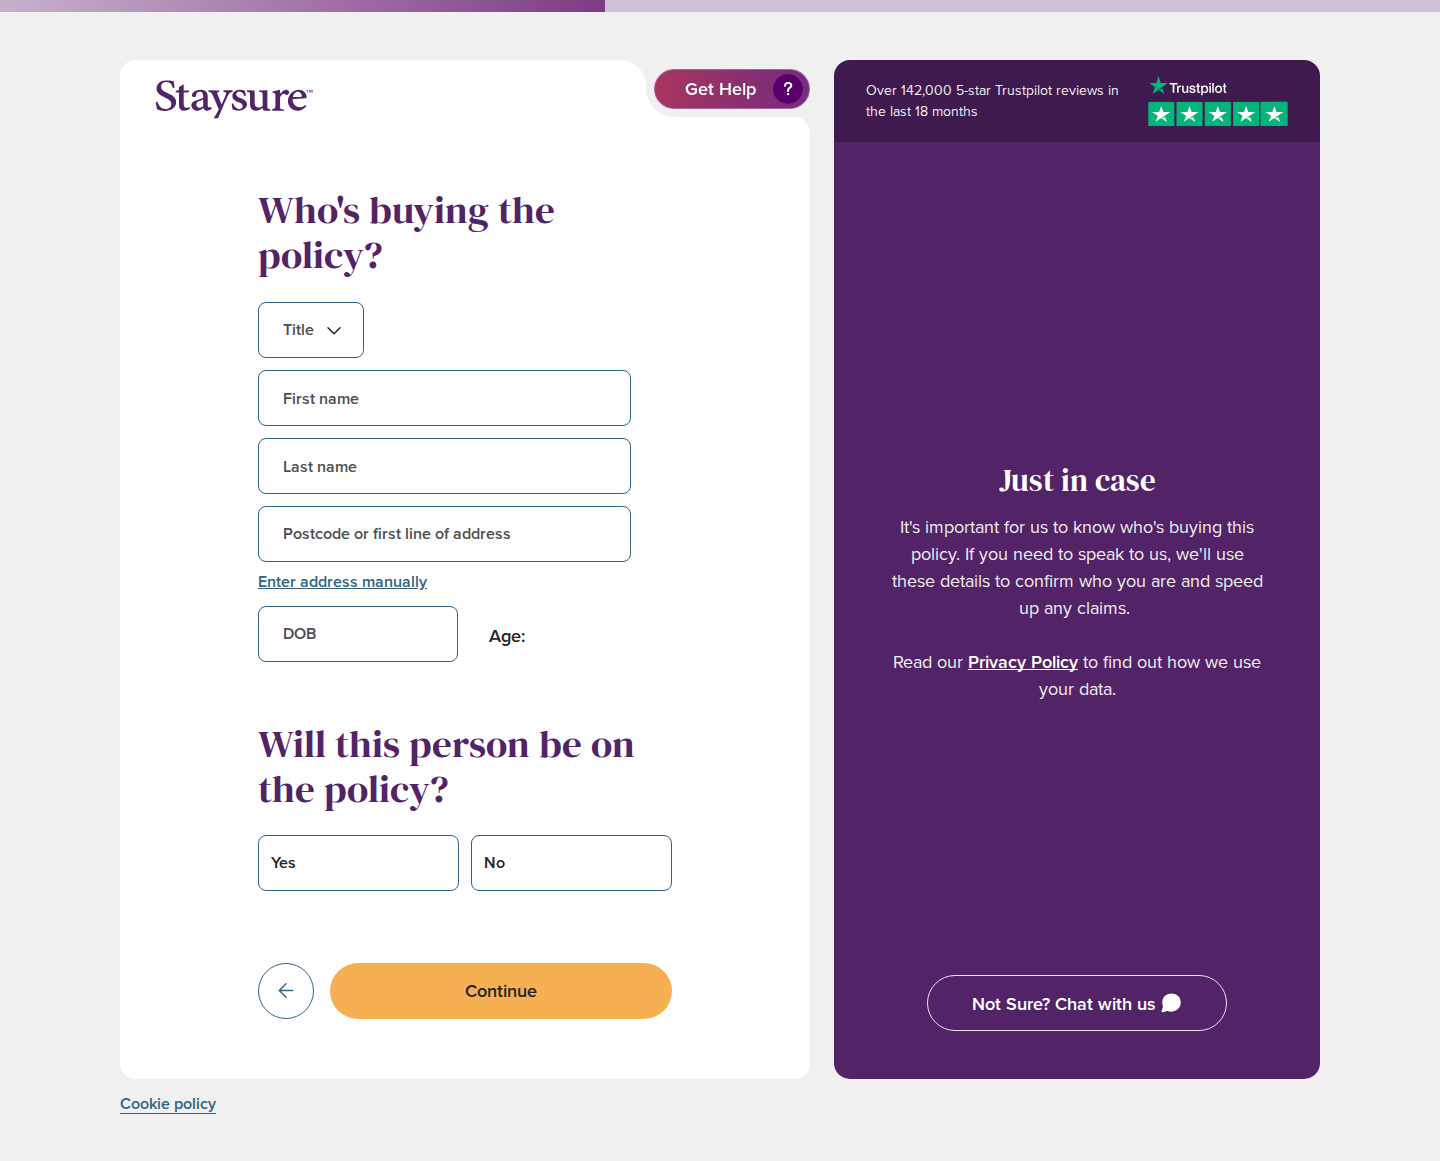 Staysure™
Get Help ?
Who's buying the
policy?
Title
First name
Last name
Postcode or first line of address
Enter address manually
DOB
Age:
Will this person be on
the policy?
Yes
No
Continue
Cookie policy
Over 142,000 5-star Trustpilot reviews in
the last 18 months
Trustpilot
Just in case
It's important for us to know who's buying this
policy. If you need to speak to us, we'll use
these details to confirm who you are and speed
up any claims.
Read our Privacy Policy to find out how we use
your data.
Not Sure? Chat with us